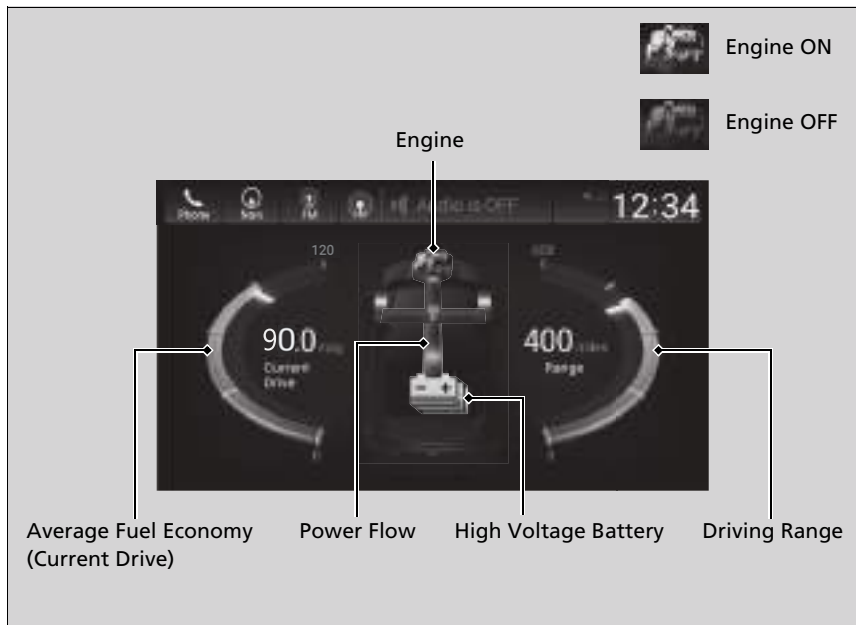 Engine ON
Engine OFF
Engine
Phone
Navi
FM
Audio is OFF
12:34
120
90.0
Current
Drive
400
Range
Average Fuel Economy
(Current Drive)
Power Flow
High Voltage Battery
Driving Range